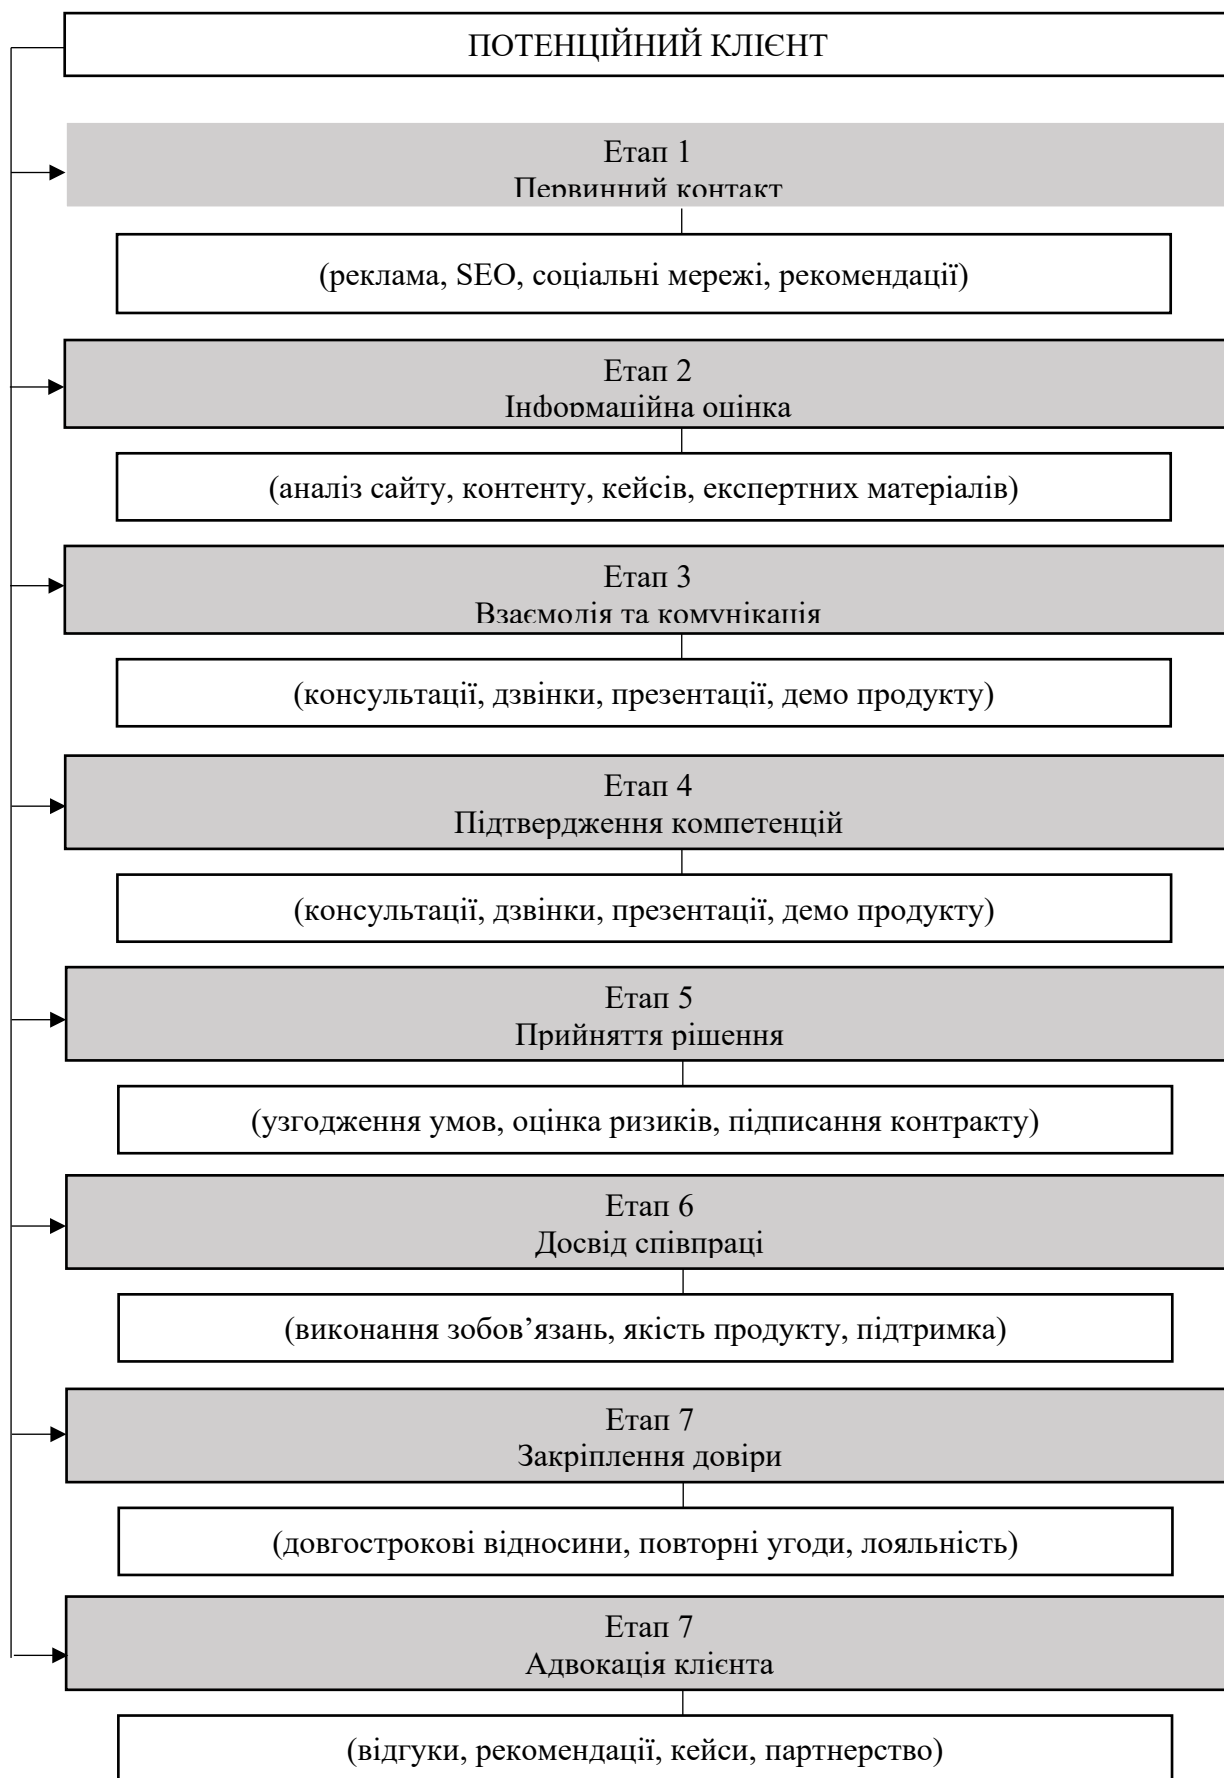 ПОТЕНЦІЙНИЙ КЛІЄНТ
Етап 1
Первинний контакт
(реклама, SEO, соціальні мережі, рекомендації)
Етап 2
Інформаційна оцінка
(аналіз сайту, контенту, кейсів, експертних матеріалів)
Етап 3
Взаємодія та комунікація
(консультації, дзвінки, презентації, демо продукту)
Етап 4
Підтвердження компетенцій
(консультації, дзвінки, презентації, демо продукту)
Етап 5
Прийняття рішення
(узгодження умов, оцінка ризиків, підписання контракту)
Етап 6
Досвід співпраці
(виконання зобов’язань, якість продукту, підтримка)
Етап 7
Закріплення довіри
(довгострокові відносини, повторні угоди, лояльність)
Етап 7
Адвокація клієнта
(відгуки, рекомендації, кейси, партнерство)